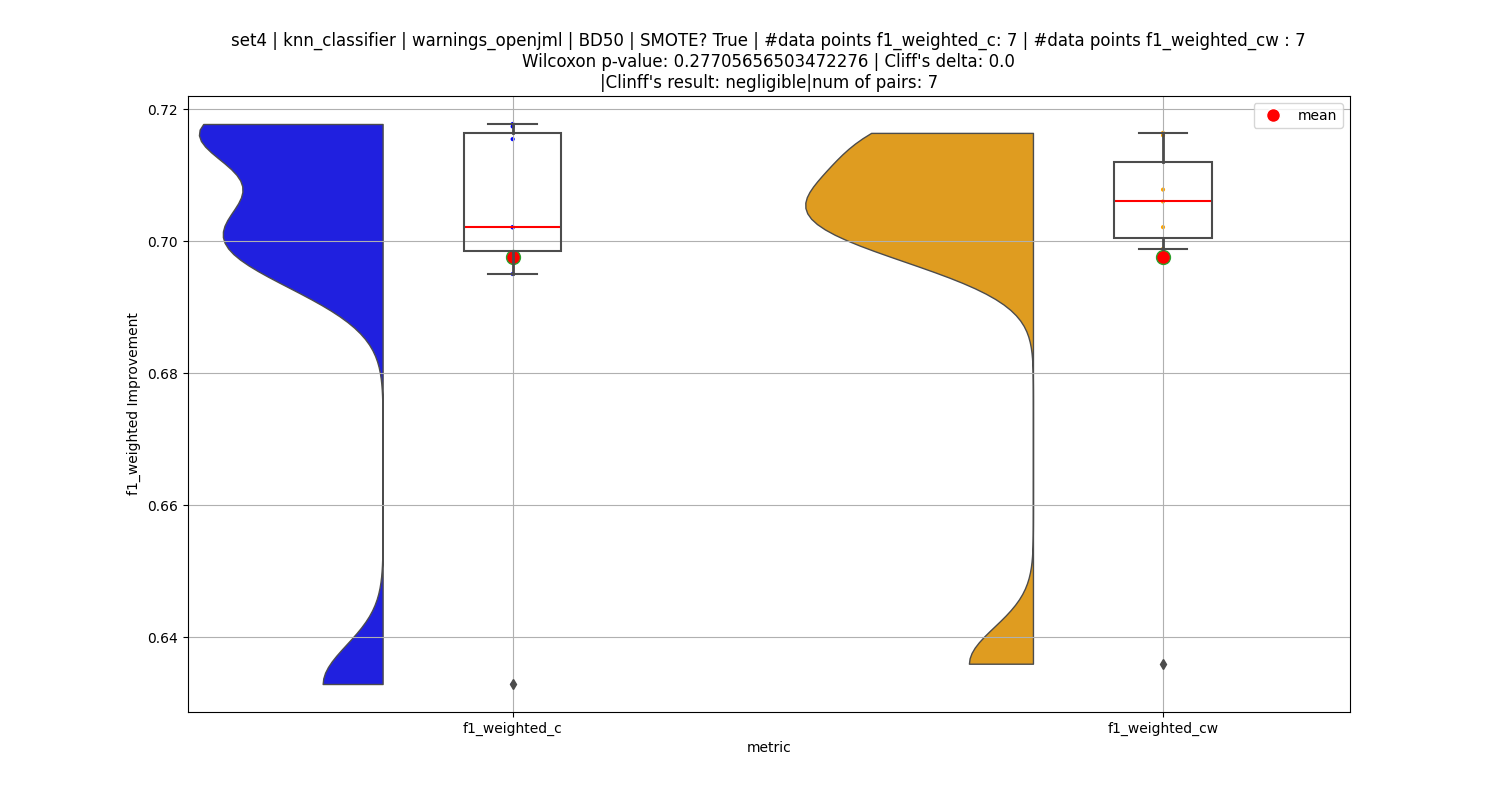 set4 | knn_classifier | warnings_openjml | BD50 | SMOTE? True | #data points f1_weighted_c: 7 | #data points f1_weighted_cw : 7
Wilcoxon p-value: 0.27705656503472276 | Cliff's delta: 0.0
|Clinff's result: negligible|num of pairs: 7
mean
0.72
0.70
0.68
0.66
0.64
f1_weighted Improvement
f1_weighted_c
f1_weighted_cw
metric